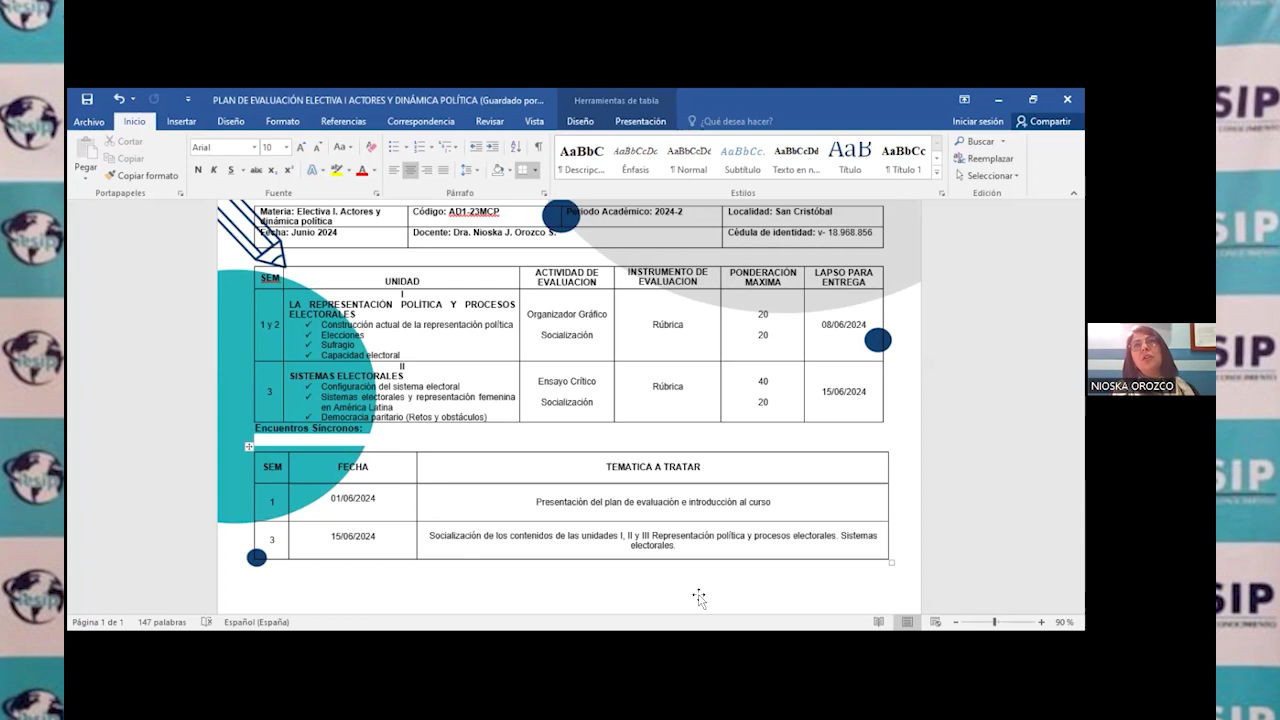 PLAN DE EVALUACIÓN ELECTIVA I ACTORES Y DINÁMICA POLÍTICA (Guardado por...
Herramientas de tabla
Archivo Inicio Insertar Diseño Formato Referencias Correspondencia Revisar Vista Diseño Presentación ¿Qué desea hacer? Iniciar sesión Compartir
Pegar
Cortar
Copiar
Copiar formato
Portapapeles
Arial 10
Fuente
Párrafo
AaBbC AaBbCcDc AaBbCcDc AaBbCc. AaBbCcDd AaB AaBbCc
¶ Descripc... Énfasis ¶ Normal Subtítulo Texto en n... Título ¶ Título 1
Estilos
Buscar
Reemplazar
Seleccionar
Edición
Materia: Electiva I. Actores y dinámica política
Código: AD1-23MCP
Periodo Académico: 2024-2
Localidad: San Cristóbal
Fecha: Junio 2024
Docente: Dra. Nioska J. Orozco S.
Cédula de identidad: v- 18.968.856
SEM
UNIDAD
ACTIVIDAD DE EVALUACION
INSTRUMENTO DE EVALUACION
PONDERACIÓN MAXIMA
LAPSO PARA ENTREGA
1 y 2
I
LA REPRESENTACIÓN POLÍTICA Y PROCESOS
ELECTORALES
✓ Construcción actual de la representación política
✓ Elecciones
✓ Sufragio
✓ Capacidad electoral
Organizador Gráfico
Socialización
Rúbrica
20
20
08/06/2024
3
II
SISTEMAS ELECTORALES
✓ Configuración del sistema electoral
✓ Sistemas electorales y representación femenina
en América Latina
✓ Democracia paritario (Retos y obstáculos)
Ensayo Crítico
Socialización
Rúbrica
40
20
15/06/2024
Encuentros Síncronos:
SEM FECHA TEMATICA A TRATAR
1 01/06/2024 Presentación del plan de evaluación e introducción al curso
3 15/06/2024 Socialización de los contenidos de las unidades I, II y III Representación política y procesos electorales. Sistemas
electorales.
Página 1 de 1 147 palabras Español (España) 90 %
NIOSKA OROZCO
SIP
SIP
SIP
SIP